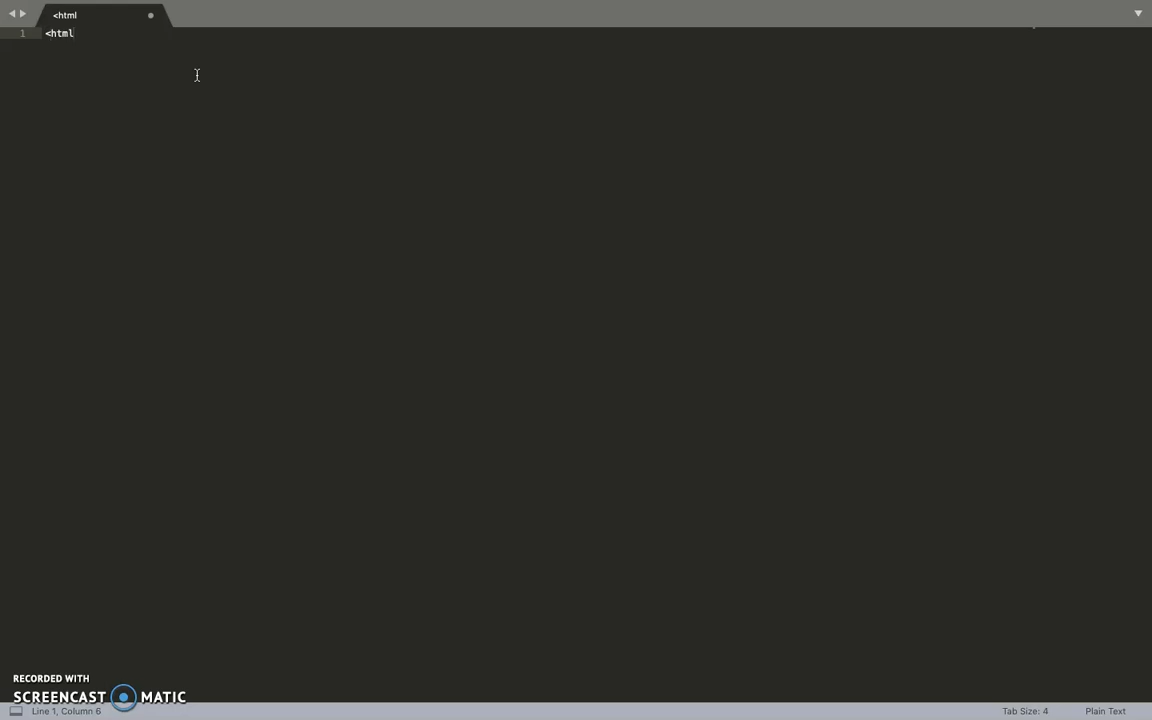 <html
1 <html
RECORDED WITH
SCREENCAST MATIC
Line 1, Column 6 Tab Size: 4 Plain Text